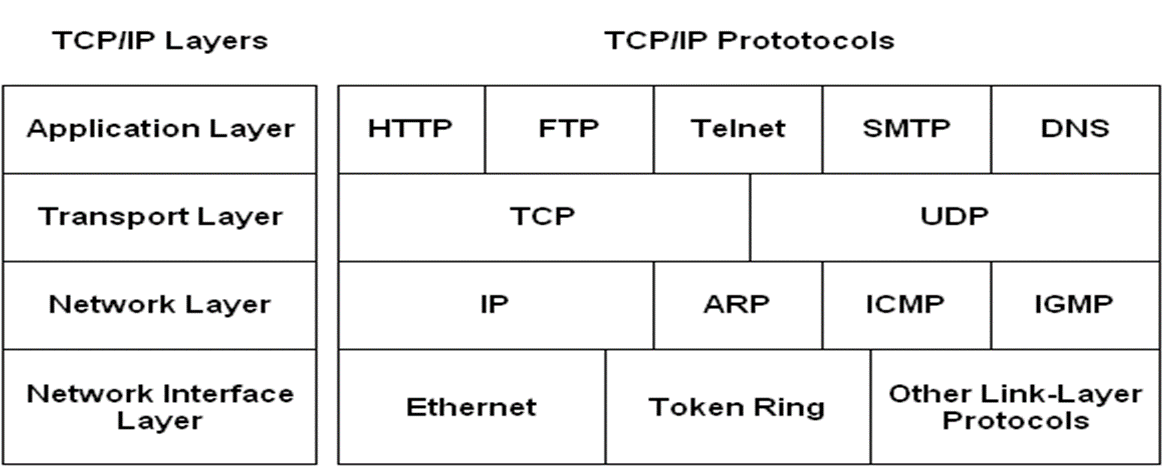 TCP/IP Layers
TCP/IP Prototocols
Application Layer
HTTP
FTP
Telnet
SMTP
DNS
Transport Layer
TCP
UDP
Network Layer
IP
ARP
ICMP
IGMP
Network Interface
Layer
Ethernet
Token Ring
Other Link-Layer
Protocols